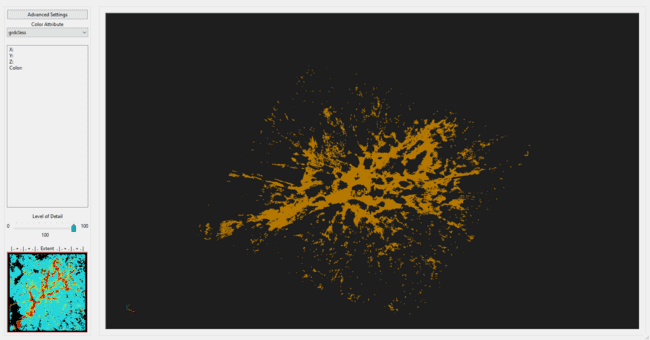 Advanced Settings
Color Attribute
gridclass
X:
Y:
Z:
Color:
Level of Detail
0
100
100
Extent